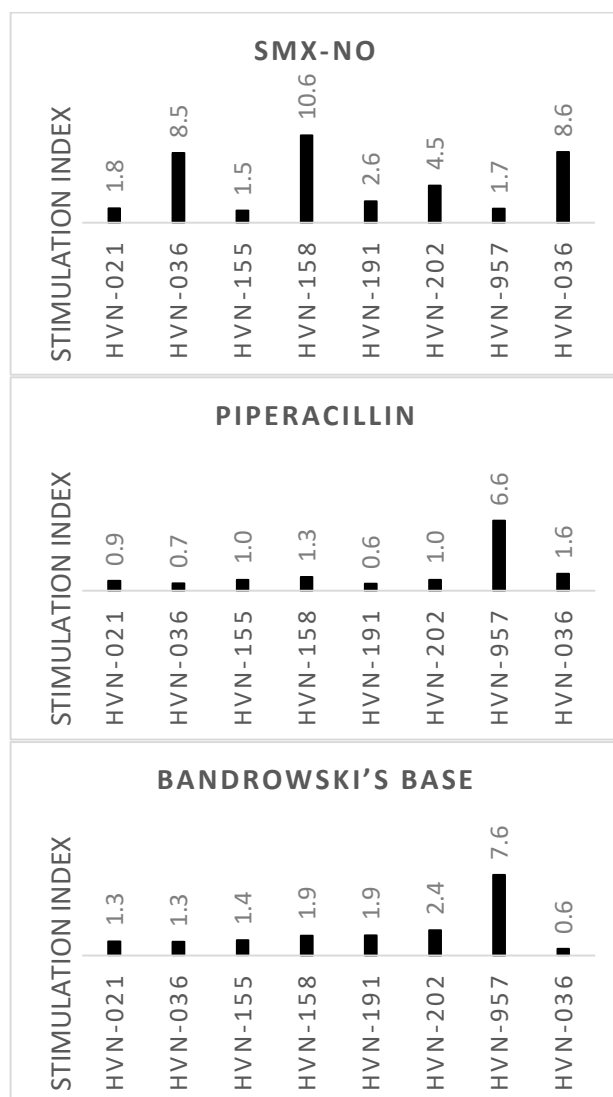 SMX-NO
STIMULATION INDEX
1.8
8.5
1.5
10.6
2.6
4.5
1.7
8.6
HVN-021
HVN-036
HVN-155
HVN-158
HVN-191
HVN-202
HVN-957
HVN-036
PIPERACILLIN
STIMULATION INDEX
0.9
0.7
1.0
1.3
0.6
1.0
6.6
1.6
HVN-021
HVN-036
HVN-155
HVN-158
HVN-191
HVN-202
HVN-957
HVN-036
BANDROWSKI’S BASE
STIMULATION INDEX
1.3
1.3
1.4
1.9
1.9
2.4
7.6
0.6
HVN-021
HVN-036
HVN-155
HVN-158
HVN-191
HVN-202
HVN-957
HVN-036